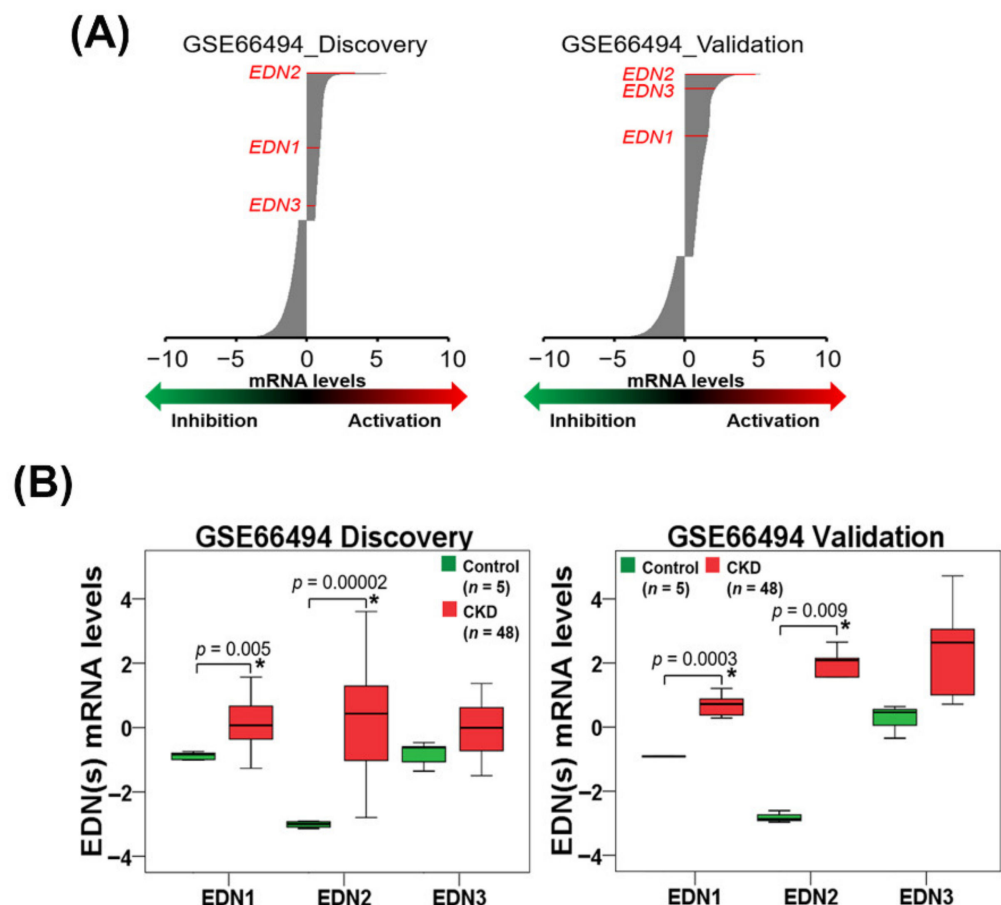 (A)
GSE66494_Discovery
EDN2
EDN1
EDN3
−10 −5 0 5 10
mRNA levels
Inhibition Activation
GSE66494_Validation
EDN2
EDN3
EDN1
−10 −5 0 5 10
mRNA levels
Inhibition Activation
(B)
GSE66494 Discovery
EDN(s) mRNA levels
4
2
0
−2
−4
Control
(n = 5)
CKD
(n = 48)
p = 0.005
*
p = 0.00002
*
EDN1 EDN2 EDN3
GSE66494 Validation
EDN(s) mRNA levels
4
2
0
−2
−4
Control CKD
(n = 5) (n = 48)
p = 0.0003
*
p = 0.009
*
EDN1 EDN2 EDN3